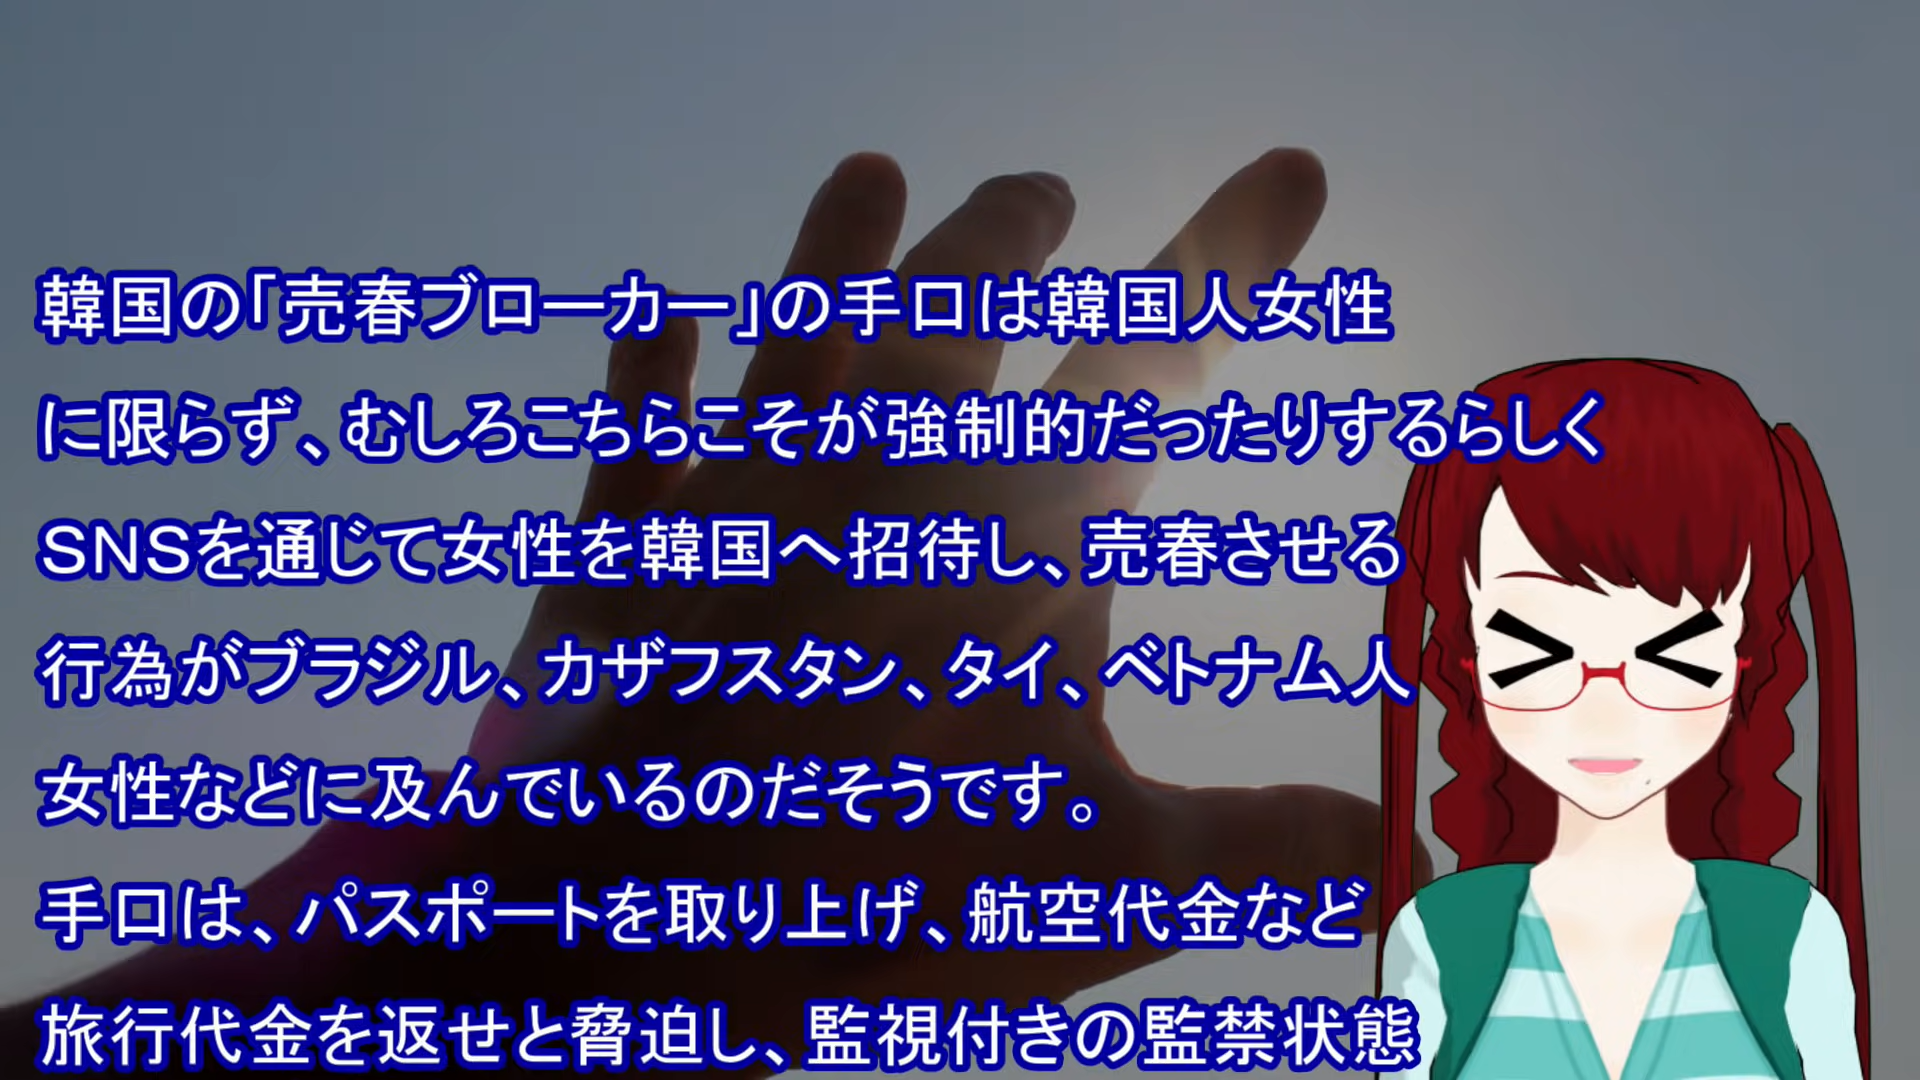 韓国の「売春ブローカー」の手口は韓国人女性
に限らず、むしろこちらこそが強制的だったりするらしく
SNSを通じて女性を韓国へ招待し、売春させる
行為がブラジル、カザフスタン、タイ、ベトナム人
女性などに及んでいるのだそうです。
手口は、パスポートを取り上げ、航空代金など
旅行代金を返せと脅迫し、監視付きの監禁状態